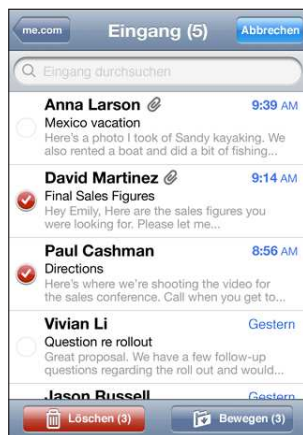 me.com
Eingang (5)
Abbrechen
Eingang durchsuchen
Anna Larson
9:39 AM
Mexico vacation
Here's a photo I took of Sandy kayaking. We
also rented a boat and did a bit of fishing...
David Martinez
9:14 AM
Final Sales Figures
Hey Emily, Here are the sales figures you
were looking for. Please let me...
Paul Cashman
8:56 AM
Directions
Here's where we're shooting the video for
the sales conference. Call when you get to...
Vivian Li
Gestern
Question re rollout
Great proposal. We have a few follow-up
questions regarding the roll out and would...
Jason Russell
Gestern
Löschen (3)
Bewegen (3)